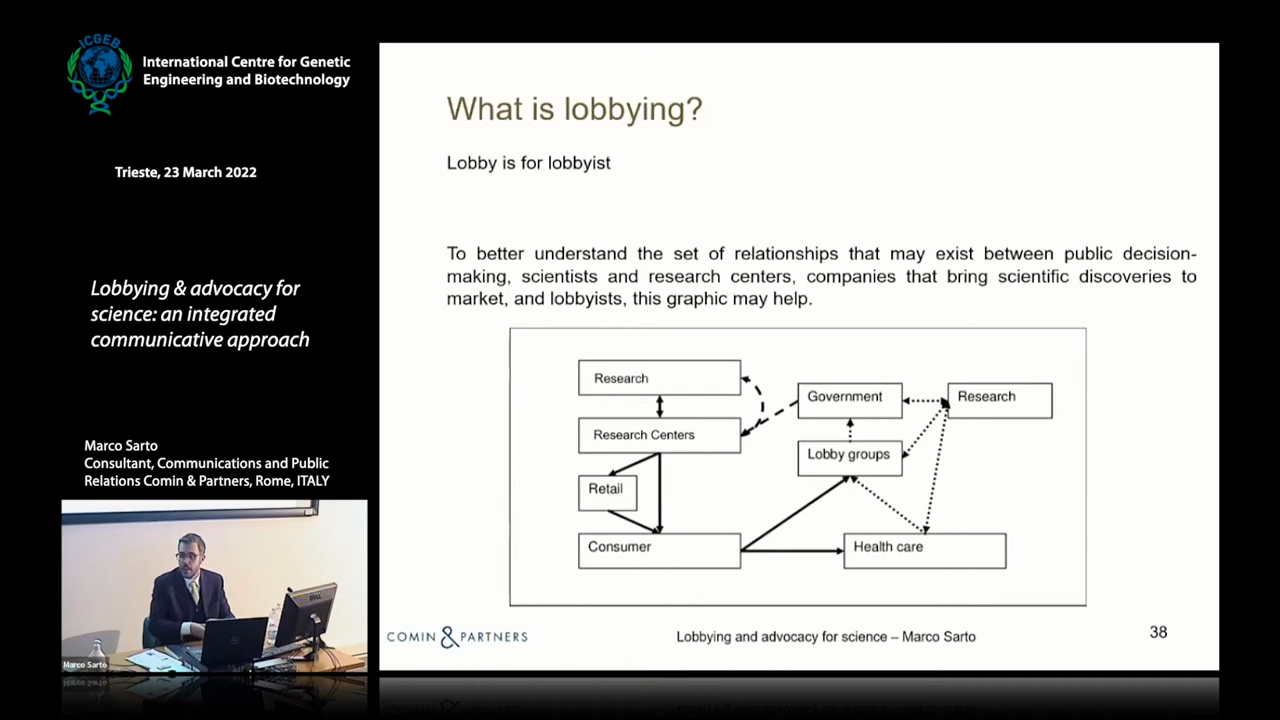 ICGEB
International Centre for Genetic
Engineering and Biotechnology
Trieste, 23 March 2022
Lobbying & advocacy for
science: an integrated
communicative approach
Marco Sarto
Consultant, Communications and Public
Relations Comin & Partners, Rome, ITALY
Marco Sarto
What is lobbying?
Lobby is for lobbyist
To better understand the set of relationships that may exist between public decision-
making, scientists and research centers, companies that bring scientific discoveries to
market, and lobbyists, this graphic may help.
Research
Research Centers
Retail
Consumer
Government
Research
Lobby groups
Health care
COMIN & PARTNERS
Lobbying and advocacy for science – Marco Sarto
38